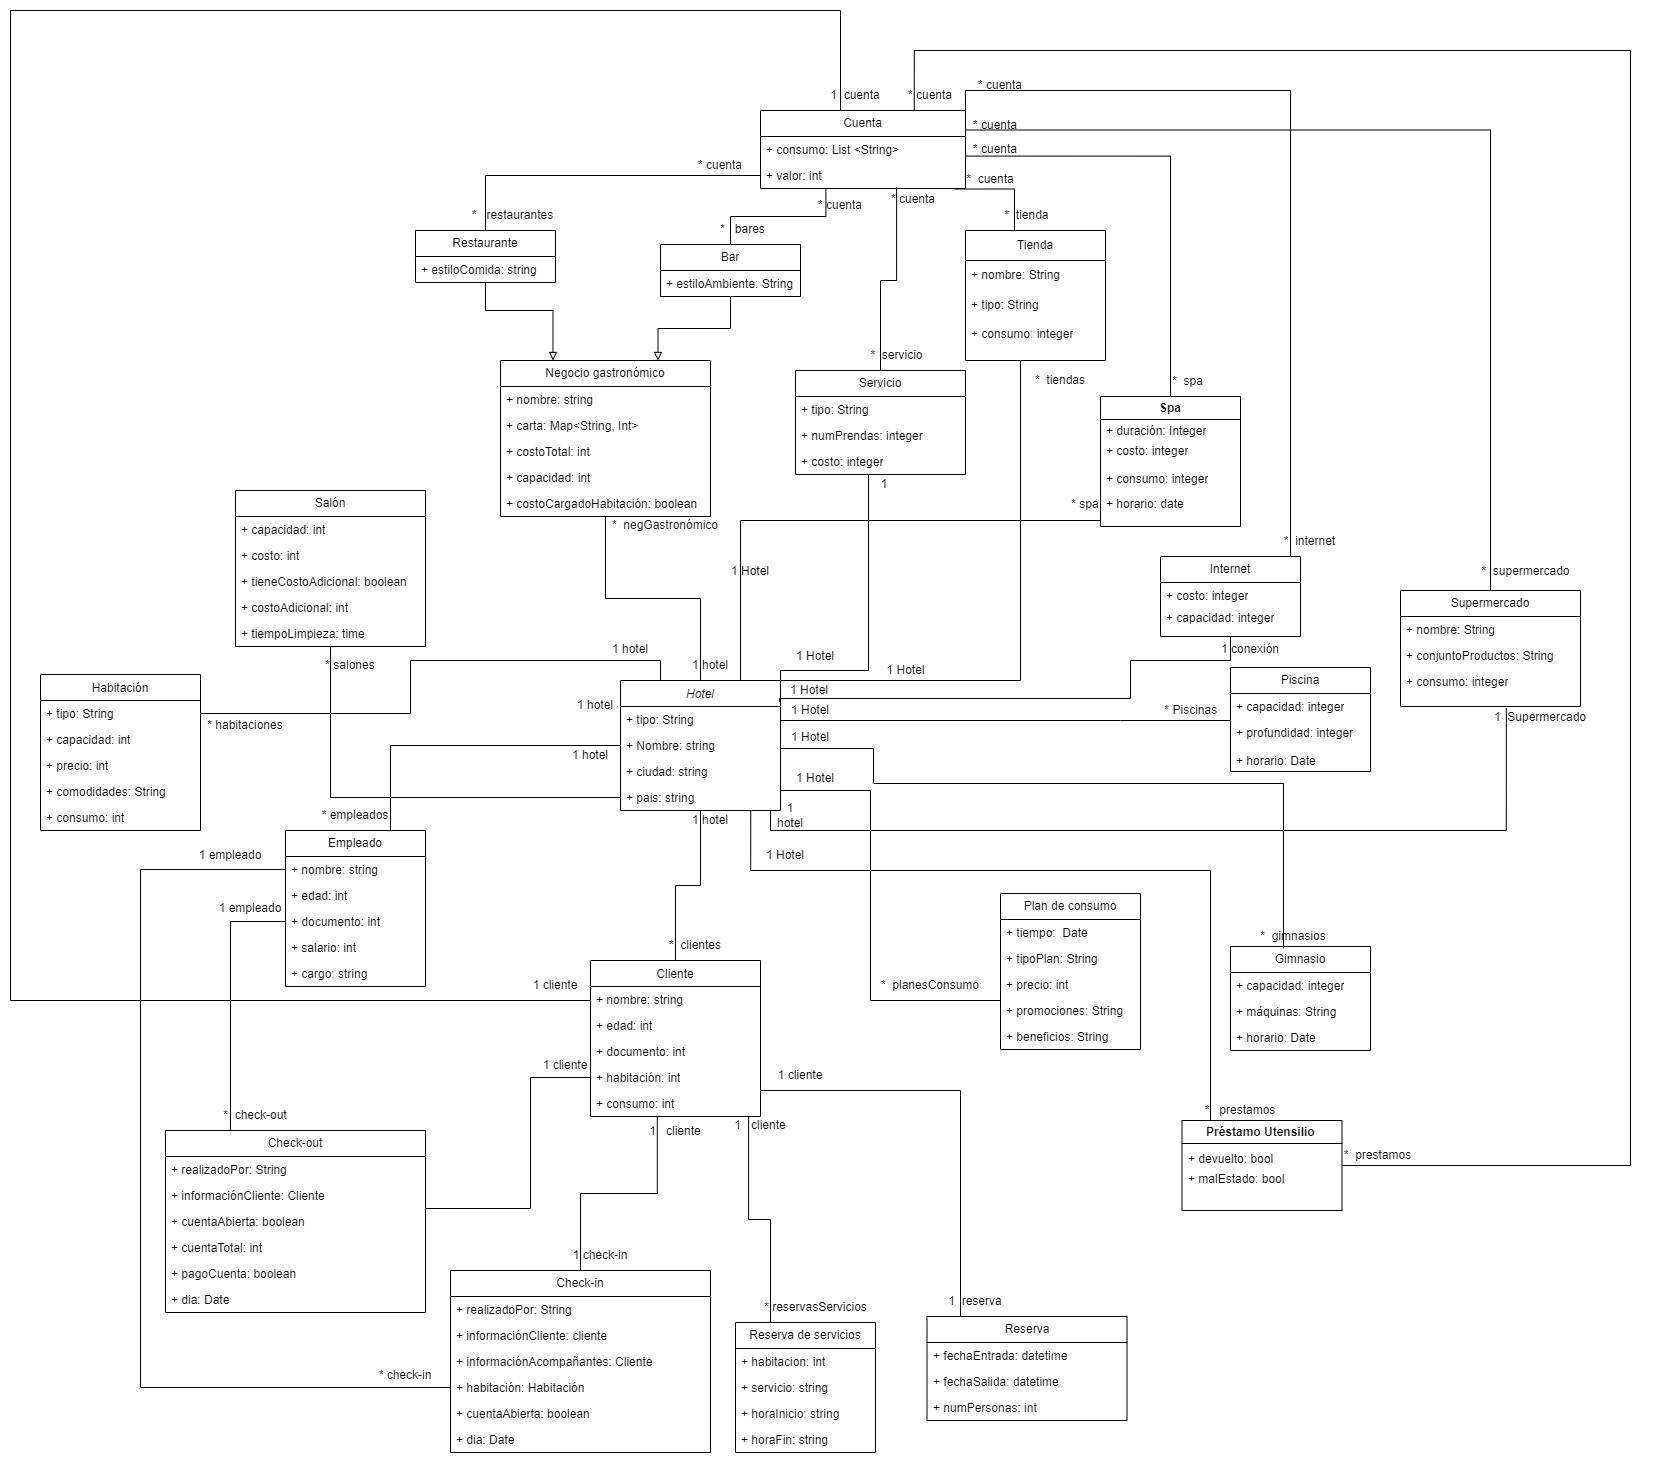 1 cuenta
* cuenta
* cuenta
Cuenta
+ consumo: List <String>
+ valor: int
* cuenta
* cuenta
* cuenta
* cuenta
* cuenta
* cuenta
* restaurantes
Restaurante
+ estiloComida: string
* bares
Bar
+ estiloAmbiente: String
* tienda
Tienda
+ nombre: String
+ tipo: String
+ consumo: integer
* tiendas
Negocio gastronómico
+ nombre: string
+ carta: Map<String, Int>
+ costoTotal: int
+ capacidad: int
+ costoCargadoHabitación: boolean
* negGastronómico
* servicio
Servicio
+ tipo: String
+ numPrendas: integer
+ costo: integer
1
* spa
Spa
+ duración: Integer
+ costo: integer
+ consumo: integer
+ horario: date
* spa
1 Hotel
Salón
+ capacidad: int
+ costo: int
+ tieneCostoAdicional: boolean
+ costoAdicional: int
+ tiempoLimpieza: time
* salones
* internet
Internet
+ costo: integer
+ capacidad: integer
1 conexión
* supermercado
Supermercado
+ nombre: String
+ conjuntoProductos: String
+ consumo: integer
1 Supermercado
Habitación
+ tipo: String
+ capacidad: int
+ precio: int
+ comodidades: String
+ consumo: int
* habitaciones
1 hotel
1 hotel
1 Hotel
1 Hotel
1 hotel
1 hotel
Hotel
+ tipo: String
+ Nombre: string
+ ciudad: string
+ pais: string
1 Hotel
1 Hotel
1 Hotel
1 Hotel
1
hotel
1 hotel
1 Hotel
* Piscinas
Piscina
+ capacidad: integer
+ profundidad: integer
+ horario: Date
* empleados
Empleado
+ nombre: string
+ edad: int
+ documento: int
+ salario: int
+ cargo: string
1 empleado
1 empleado
* clientes
Cliente
+ nombre: string
+ edad: int
+ documento: int
+ habitación: int
+ consumo: int
1 cliente
1 cliente
1 cliente
1 cliente
1 cliente
* planesConsumo
Plan de consumo
+ tiempo: Date
+ tipoPlan: String
+ precio: int
+ promociones: String
+ beneficios: String
* gimnasios
Gimnasio
+ capacidad: integer
+ máquinas: String
+ horario: Date
* prestamos
Préstamo Utensilio
+ devuelto: bool
+ malEstado: bool
* prestamos
* check-out
Check-out
+ realizadoPor: String
+ informaciónCliente: Cliente
+ cuentaAbierta: boolean
+ cuentaTotal: int
+ pagoCuenta: boolean
+ dia: Date
1 check-in
Check-in
+ realizadoPor: String
+ informaciónCliente: cliente
+ informaciónAcompañantes: Cliente
+ habitación: Habitación
+ cuentaAbierta: boolean
+ dia: Date
* check-in
* reservasServicios
Reserva de servicios
+ habitacion: int
+ servicio: string
+ horaInicio: string
+ horaFin: string
1 reserva
Reserva
+ fechaEntrada: datetime
+ fechaSalida: datetime
+ numPersonas: int